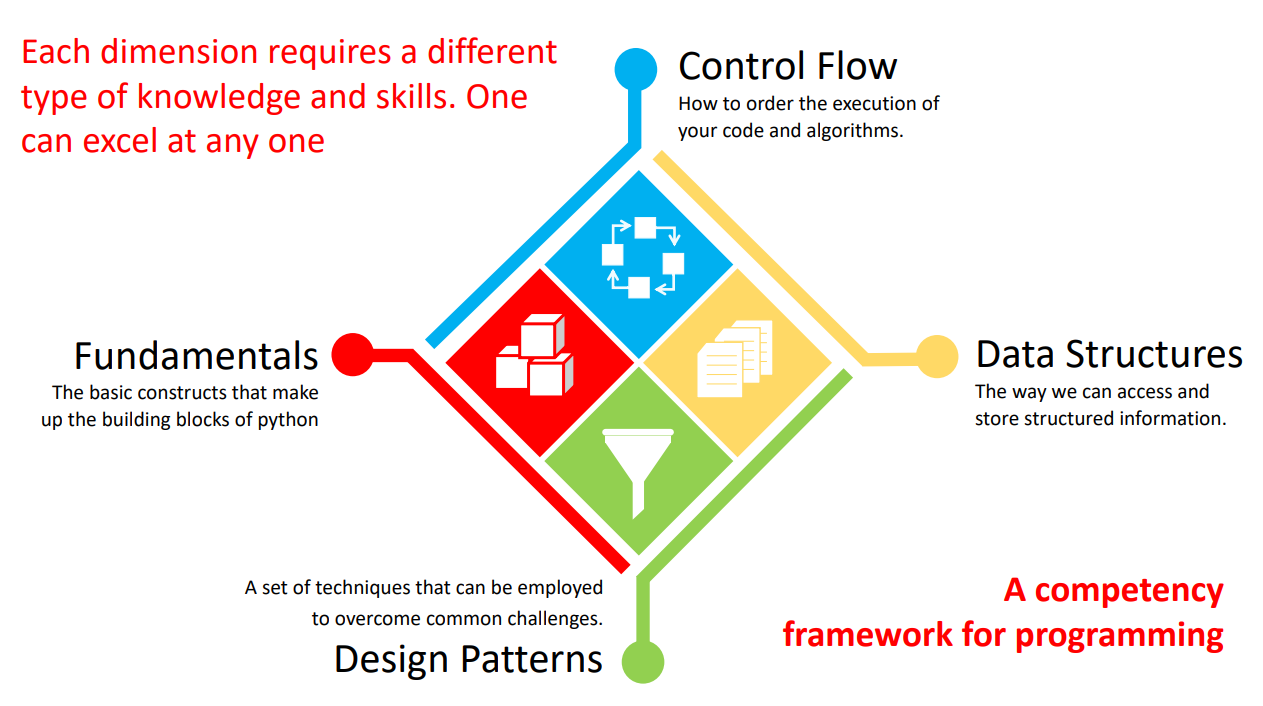 Each dimension requires a different
type of knowledge and skills. One
can excel at any one
Control Flow
How to order the execution of
your code and algorithms.
Fundamentals
The basic constructs that make
up the building blocks of python
Data Structures
The way we can access and
store structured information.
A set of techniques that can be employed
to overcome common challenges.
Design Patterns
A competency
framework for programming